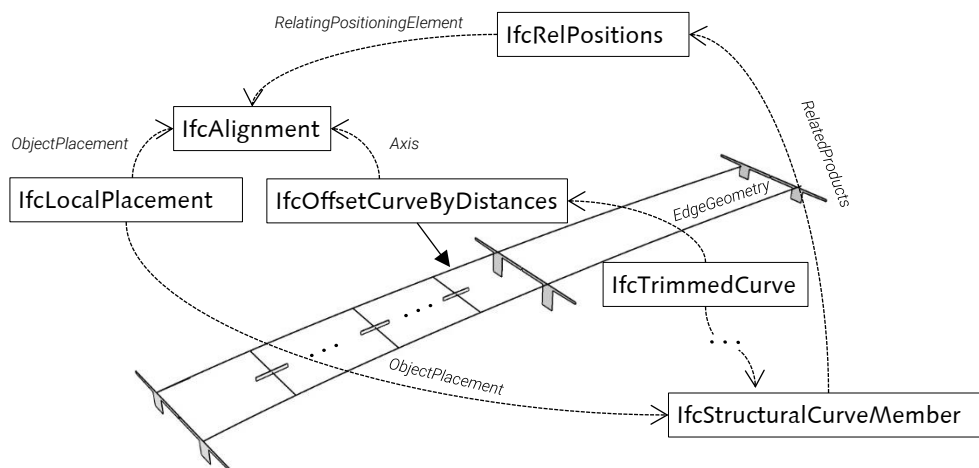 RelatingPositioningElement
IfcRelPositions
IfcAlignment
ObjectPlacement
Axis
RelatedProducts
IfcLocalPlacement
IfcOffsetCurveByDistances
EdgeGeometry
IfcTrimmedCurve
...
...
...
ObjectPlacement
IfcStructuralCurveMember